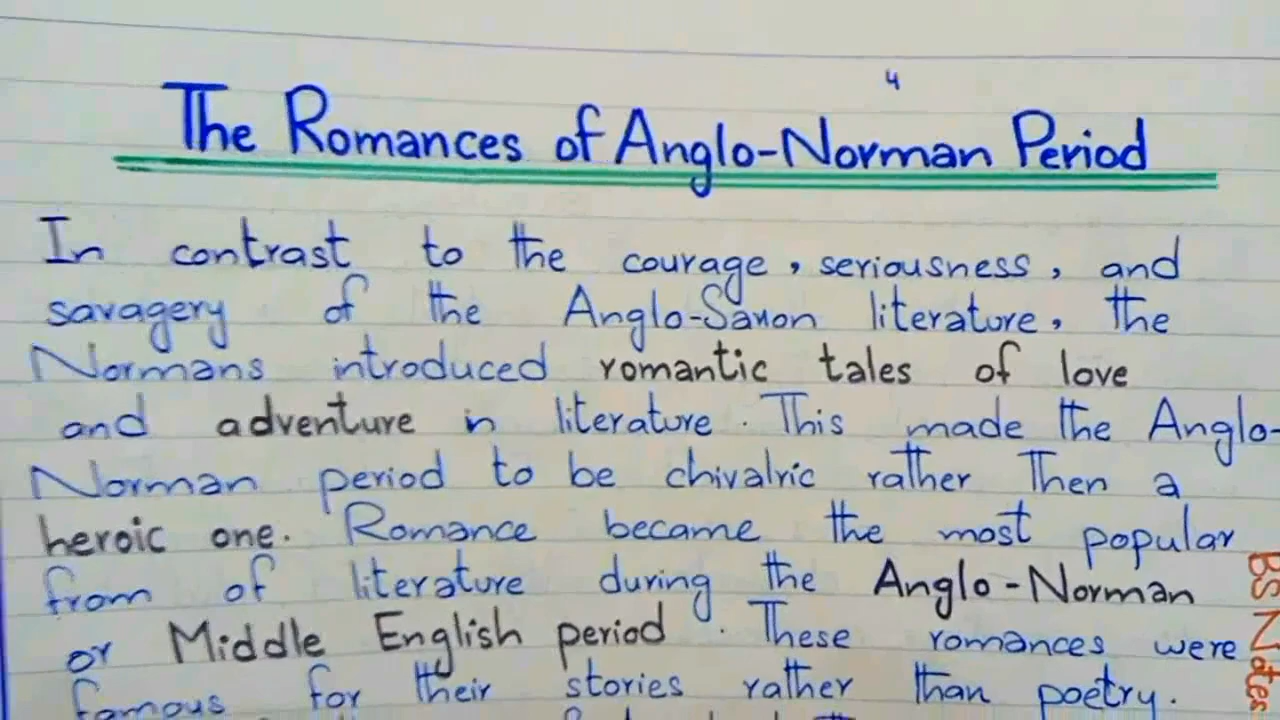 4
The Romances of Anglo-Norman Period
In contrast to the courage, seriousness, and
savagery of the Anglo-Saxon literature, the
Normans introduced romantic tales of love
and adventure in literature. This made the Anglo-
Norman period to be chivalric rather Then a
heroic one. Romance became the most popular
from of literature during the Anglo-Norman
or Middle English period. These romances were
famous for their stories rather than poetry.
BS Notes